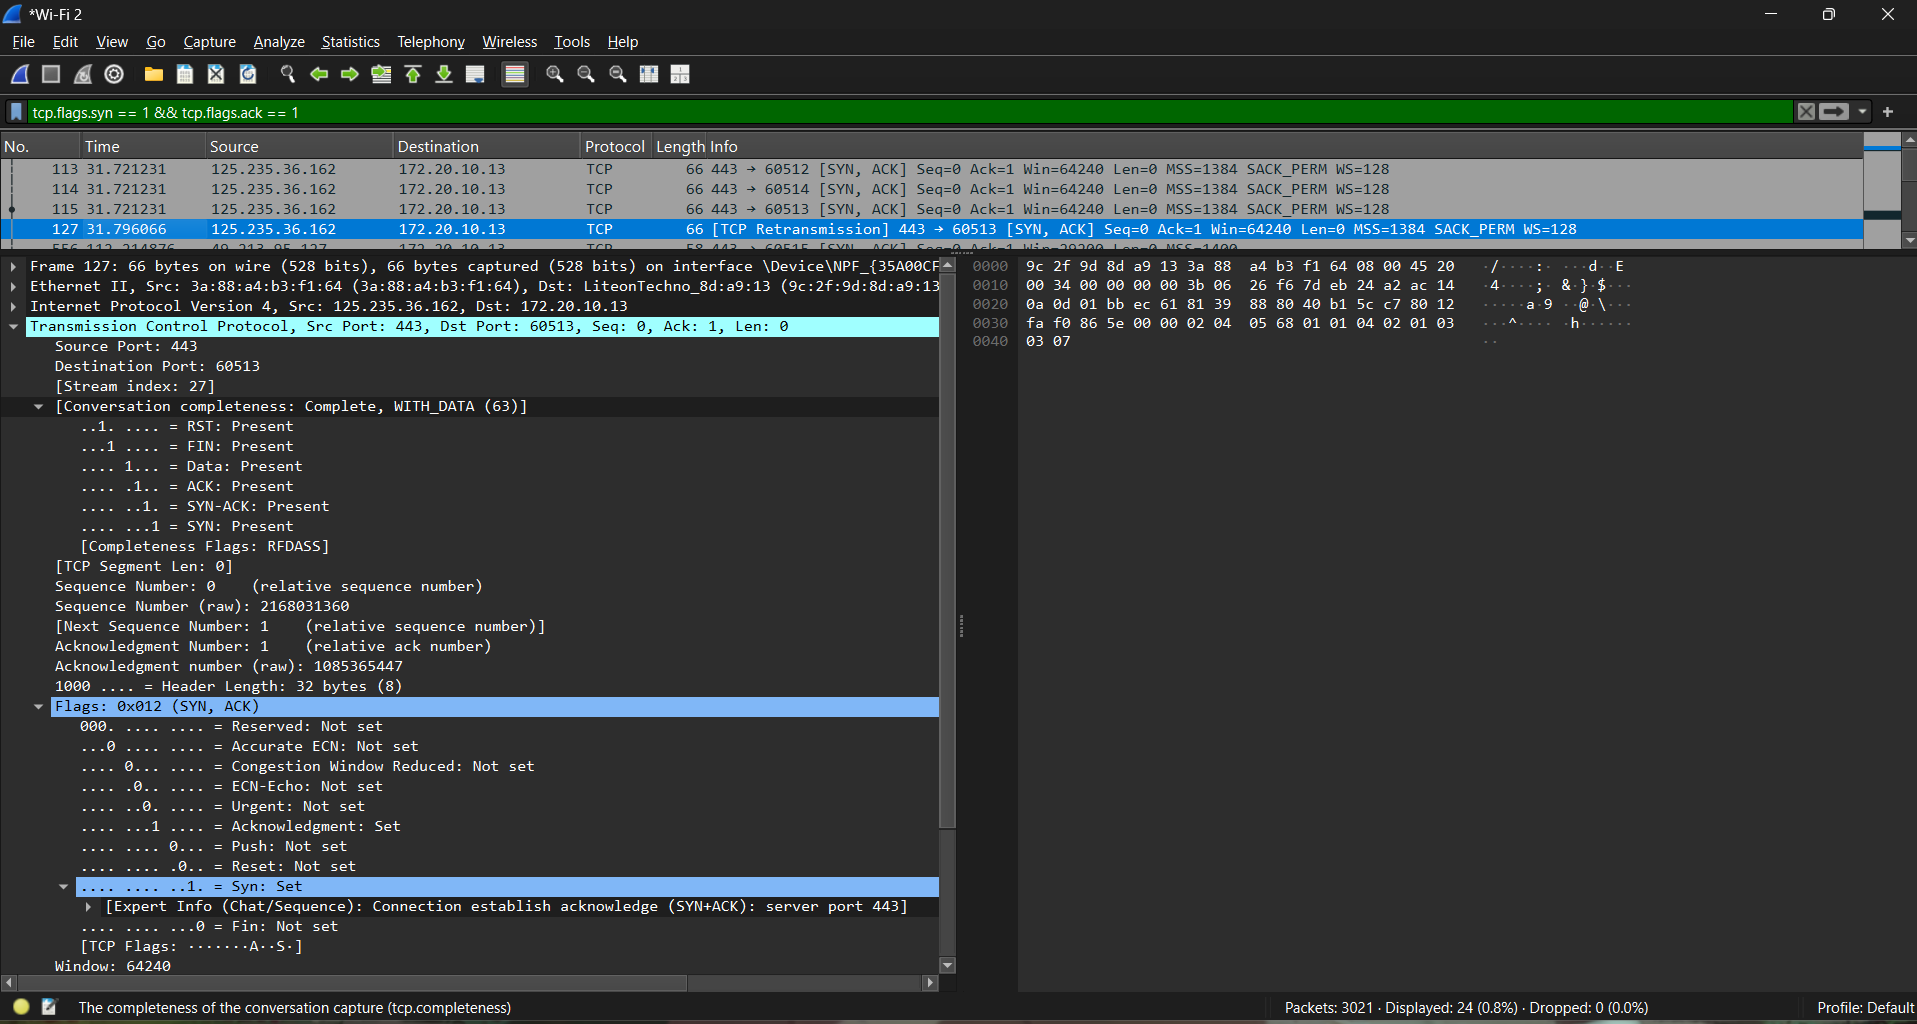 *Wi-Fi 2
File Edit View Go Capture Analyze Statistics Telephony Wireless Tools Help
tcp.flags.syn == 1 && tcp.flags.ack == 1
No. Time Source Destination Protocol Length Info
113 31.721231 125.235.36.162 172.20.10.13 TCP 66 443 → 60512 [SYN, ACK] Seq=0 Ack=1 Win=64240 Len=0 MSS=1384 SACK_PERM WS=128
114 31.721231 125.235.36.162 172.20.10.13 TCP 66 443 → 60514 [SYN, ACK] Seq=0 Ack=1 Win=64240 Len=0 MSS=1384 SACK_PERM WS=128
115 31.721231 125.235.36.162 172.20.10.13 TCP 66 443 → 60513 [SYN, ACK] Seq=0 Ack=1 Win=64240 Len=0 MSS=1384 SACK_PERM WS=128
127 31.796066 125.235.36.162 172.20.10.13 TCP 66 [TCP Retransmission] 443 → 60513 [SYN, ACK] Seq=0 Ack=1 Win=64240 Len=0 MSS=1384 SACK_PERM WS=128
Frame 127: 66 bytes on wire (528 bits), 66 bytes captured (528 bits) on interface \Device\NPF_{35A00CF
Ethernet II, Src: 3a:88:a4:b3:f1:64 (3a:88:a4:b3:f1:64), Dst: LiteonTechno_8d:a9:13 (9c:2f:9d:8d:a9:13
Internet Protocol Version 4, Src: 125.235.36.162, Dst: 172.20.10.13
Transmission Control Protocol, Src Port: 443, Dst Port: 60513, Seq: 0, Ack: 1, Len: 0
Source Port: 443
Destination Port: 60513
[Stream index: 27]
[Conversation completeness: Complete, WITH_DATA (63)]
..1. .... = RST: Present
...1 .... = FIN: Present
.... 1... = Data: Present
.... .1.. = ACK: Present
.... ..1. = SYN-ACK: Present
.... ...1 = SYN: Present
[Completeness Flags: RFDASS]
[TCP Segment Len: 0]
Sequence Number: 0    (relative sequence number)
Sequence Number (raw): 2168031360
[Next Sequence Number: 1    (relative sequence number)]
Acknowledgment Number: 1    (relative ack number)
Acknowledgment number (raw): 1085365447
1000 .... = Header Length: 32 bytes (8)
Flags: 0x012 (SYN, ACK)
000. .... .... = Reserved: Not set
...0 .... .... = Accurate ECN: Not set
.... 0... .... = Congestion Window Reduced: Not set
.... .0.. .... = ECN-Echo: Not set
.... ..0. .... = Urgent: Not set
.... ...1 .... = Acknowledgment: Set
.... .... 0... = Push: Not set
.... .... .0.. = Reset: Not set
.... .... ..1. = Syn: Set
[Expert Info (Chat/Sequence): Connection establish acknowledge (SYN+ACK): server port 443]
.... .... ...0 = Fin: Not set
[TCP Flags: ·······A··S·]
Window: 64240
0000 9c 2f 9d 8d a9 13 3a 88 a4 b3 f1 64 08 00 45 20 ·/····:· ···d··E
0010 00 34 00 00 00 00 3b 06 26 f6 7d eb 24 a2 ac 14 ·4····;· &·}·$···
0020 0a 0d 01 bb ec 61 81 39 88 80 40 b1 5c c7 80 12 ·····a·9 ··@·\···
0030 fa f0 86 5e 00 00 02 04 05 68 01 01 04 02 01 03 ···^···· ·h······
0040 03 07 ··
The completeness of the conversation capture (tcp.completeness)
Packets: 3021 · Displayed: 24 (0.8%) · Dropped: 0 (0.0%)
Profile: Default